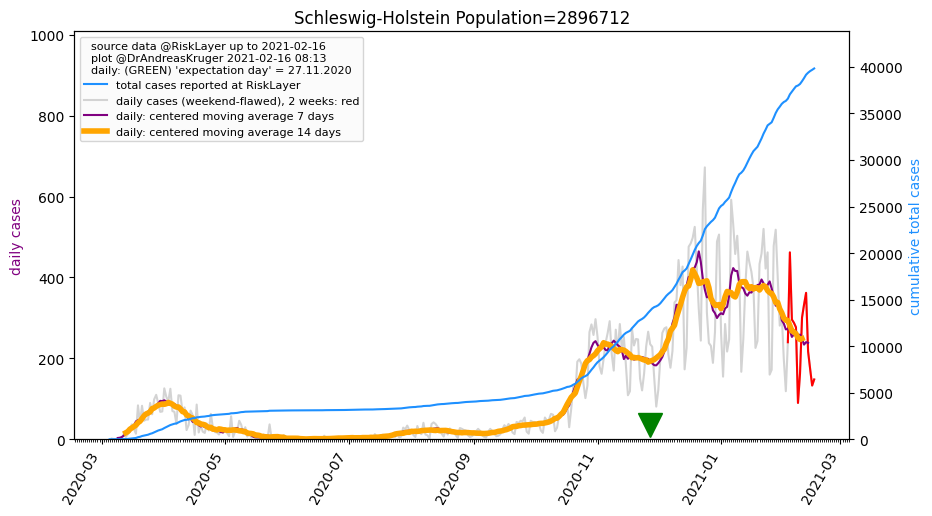 Schleswig-Holstein Population=2896712
source data @RiskLayer up to 2021-02-16
plot @DrAndreasKruger 2021-02-16 08:13
daily: (GREEN) 'expectation day' = 27.11.2020
total cases reported at RiskLayer
daily cases (weekend-flawed), 2 weeks: red
daily: centered moving average 7 days
daily: centered moving average 14 days
daily cases
1000
800
600
400
200
0
cumulative total cases
40000
35000
30000
25000
20000
15000
10000
5000
0
2020-03
2020-05
2020-07
2020-09
2020-11
2021-01
2021-03